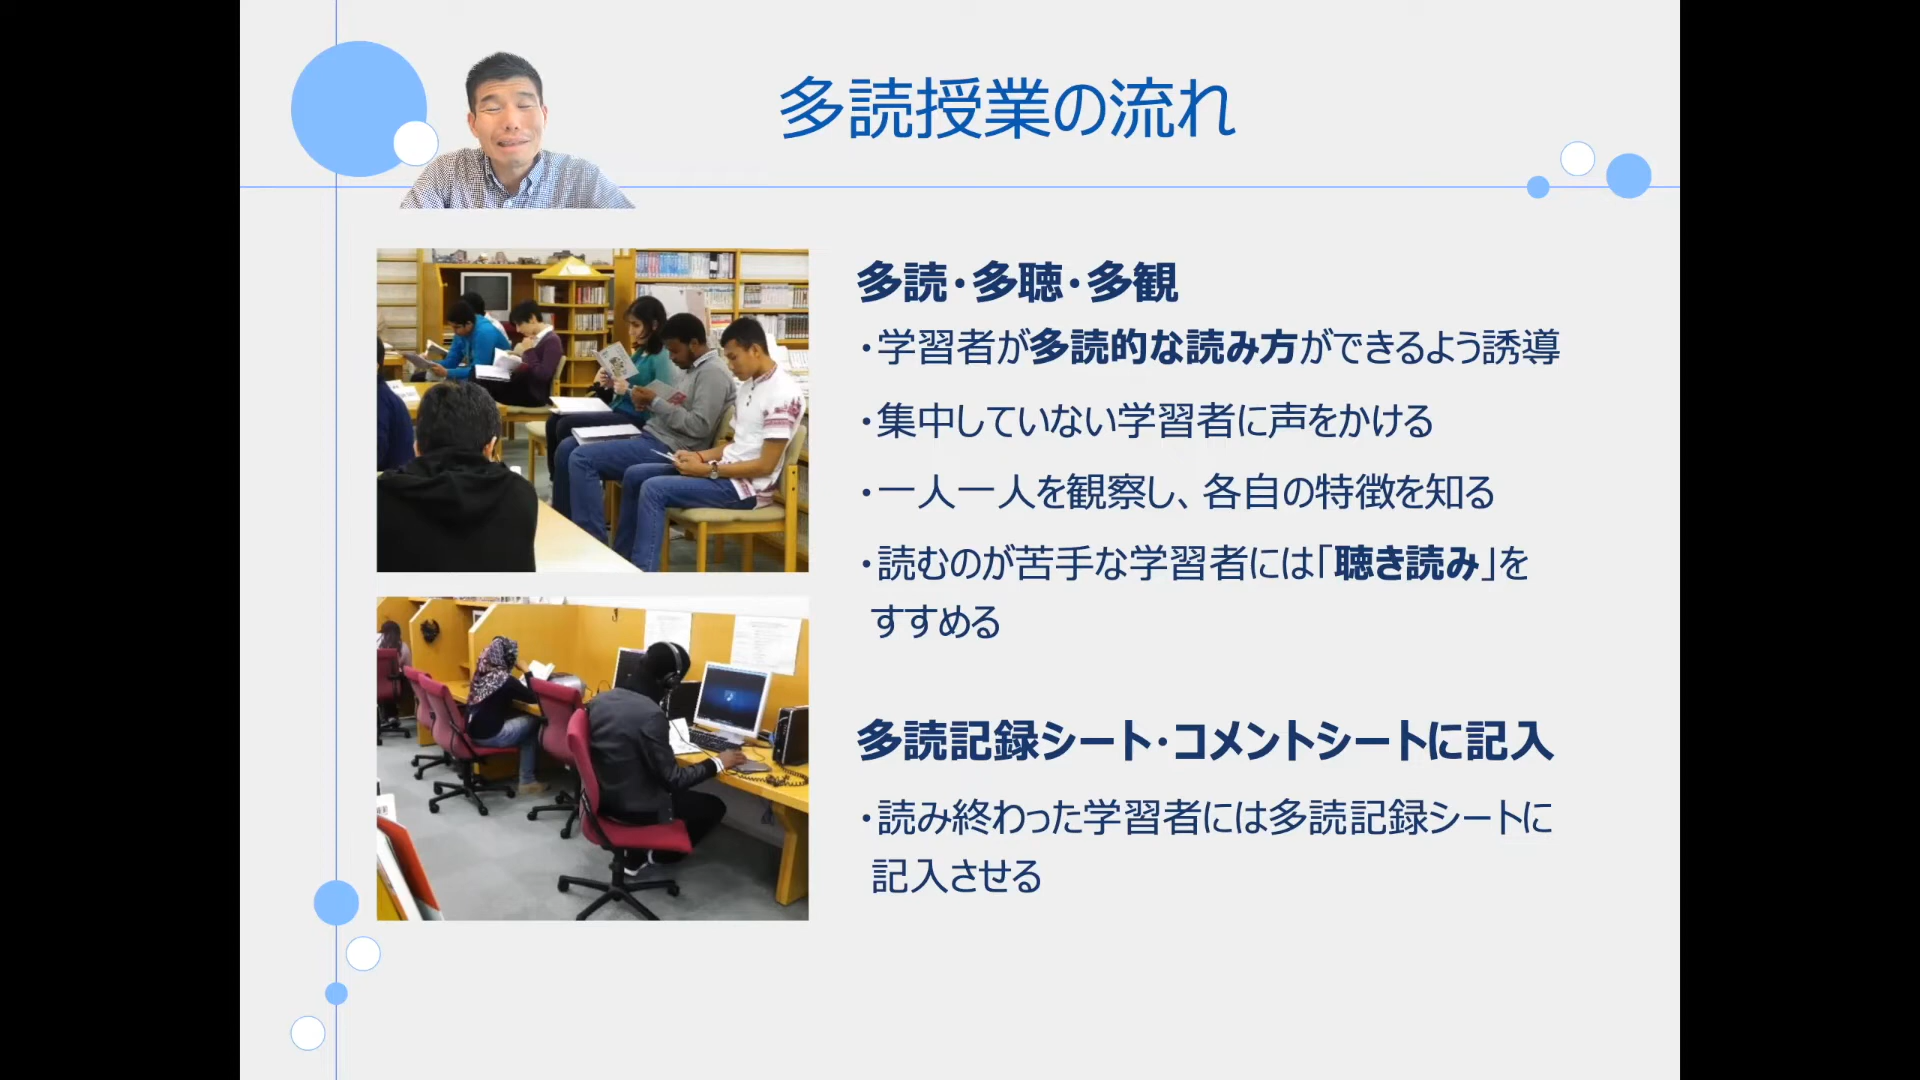 多読授業の流れ
多読・多聴・多観
・学習者が多読的な読み方ができるよう誘導
・集中していない学習者に声をかける
・一人一人を観察し、各自の特徴を知る
・読むのが苦手な学習者には「聴き読み」を
すすめる
多読記録シート・コメントシートに記入
・読み終わった学習者には多読記録シートに
記入させる